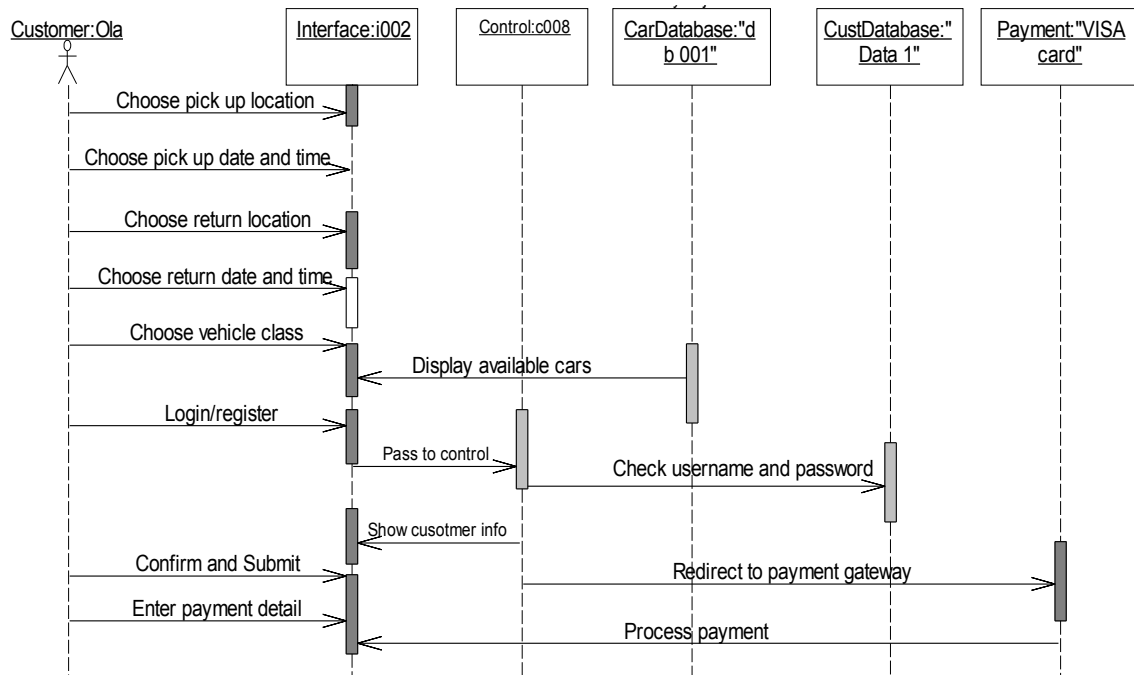 Customer:Ola
Interface:i002
Control:c008
CarDatabase:"d
b 001"
CustDatabase:"
Data 1"
Payment:"VISA
card"
Choose pick up location
Choose pick up date and time
Choose return location
Choose return date and time
Choose vehicle class
Display available cars
Login/register
Pass to control
Check username and password
Show cusotmer info
Confirm and Submit
Redirect to payment gateway
Enter payment detail
Process payment